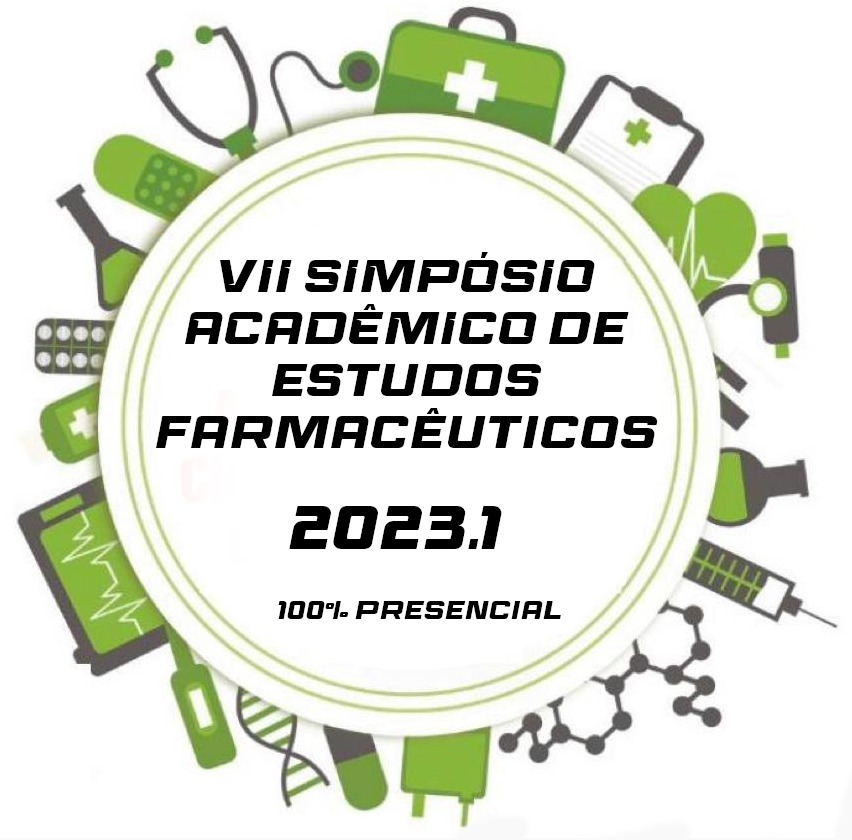 VII SIMPÓSIO
ACADÊMICO DE
ESTUDOS
FARMACÊUTICOS
2023.1
100% PRESENCIAL